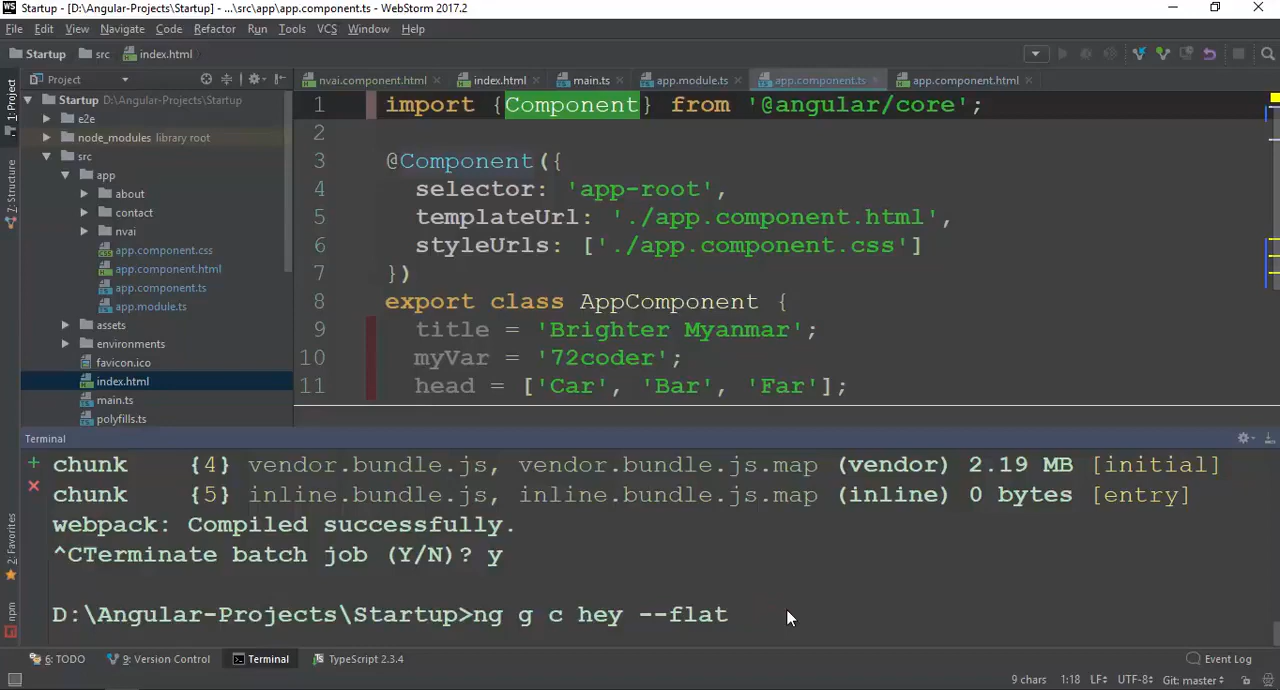 WS Startup - [D:\Angular-Projects\Startup] - ...\src\app\app.component.ts - WebStorm 2017.2
File Edit View Navigate Code Refactor Run Tools VCS Window Help
Startup src index.html
1: Project
Project
nvai.component.html index.html main.ts app.module.ts app.component.ts app.component.html
Startup D:\Angular-Projects\Startup
e2e
node_modules library root
src
app
about
contact
nvai
app.component.css
app.component.html
app.component.ts
app.module.ts
assets
environments
favicon.ico
index.html
main.ts
polyfills.ts
7: Structure
2: Favorites
npm
1 import {Component} from '@angular/core';
2
3 @Component({
4 selector: 'app-root',
5 templateUrl: './app.component.html',
6 styleUrls: ['./app.component.css']
7 })
8 export class AppComponent {
9 title = 'Brighter Myanmar';
10 myVar = '72coder';
11 head = ['Car', 'Bar', 'Far'];
Terminal
chunk {4} vendor.bundle.js, vendor.bundle.js.map (vendor) 2.19 MB [initial]
chunk {5} inline.bundle.js, inline.bundle.js.map (inline) 0 bytes [entry]
webpack: Compiled successfully.
^CTerminate batch job (Y/N)? y
D:\Angular-Projects\Startup>ng g c hey --flat
6: TODO 9: Version Control Terminal TypeScript 2.3.4 Event Log
9 chars 1:18 LF÷ UTF-8÷ Git: master÷